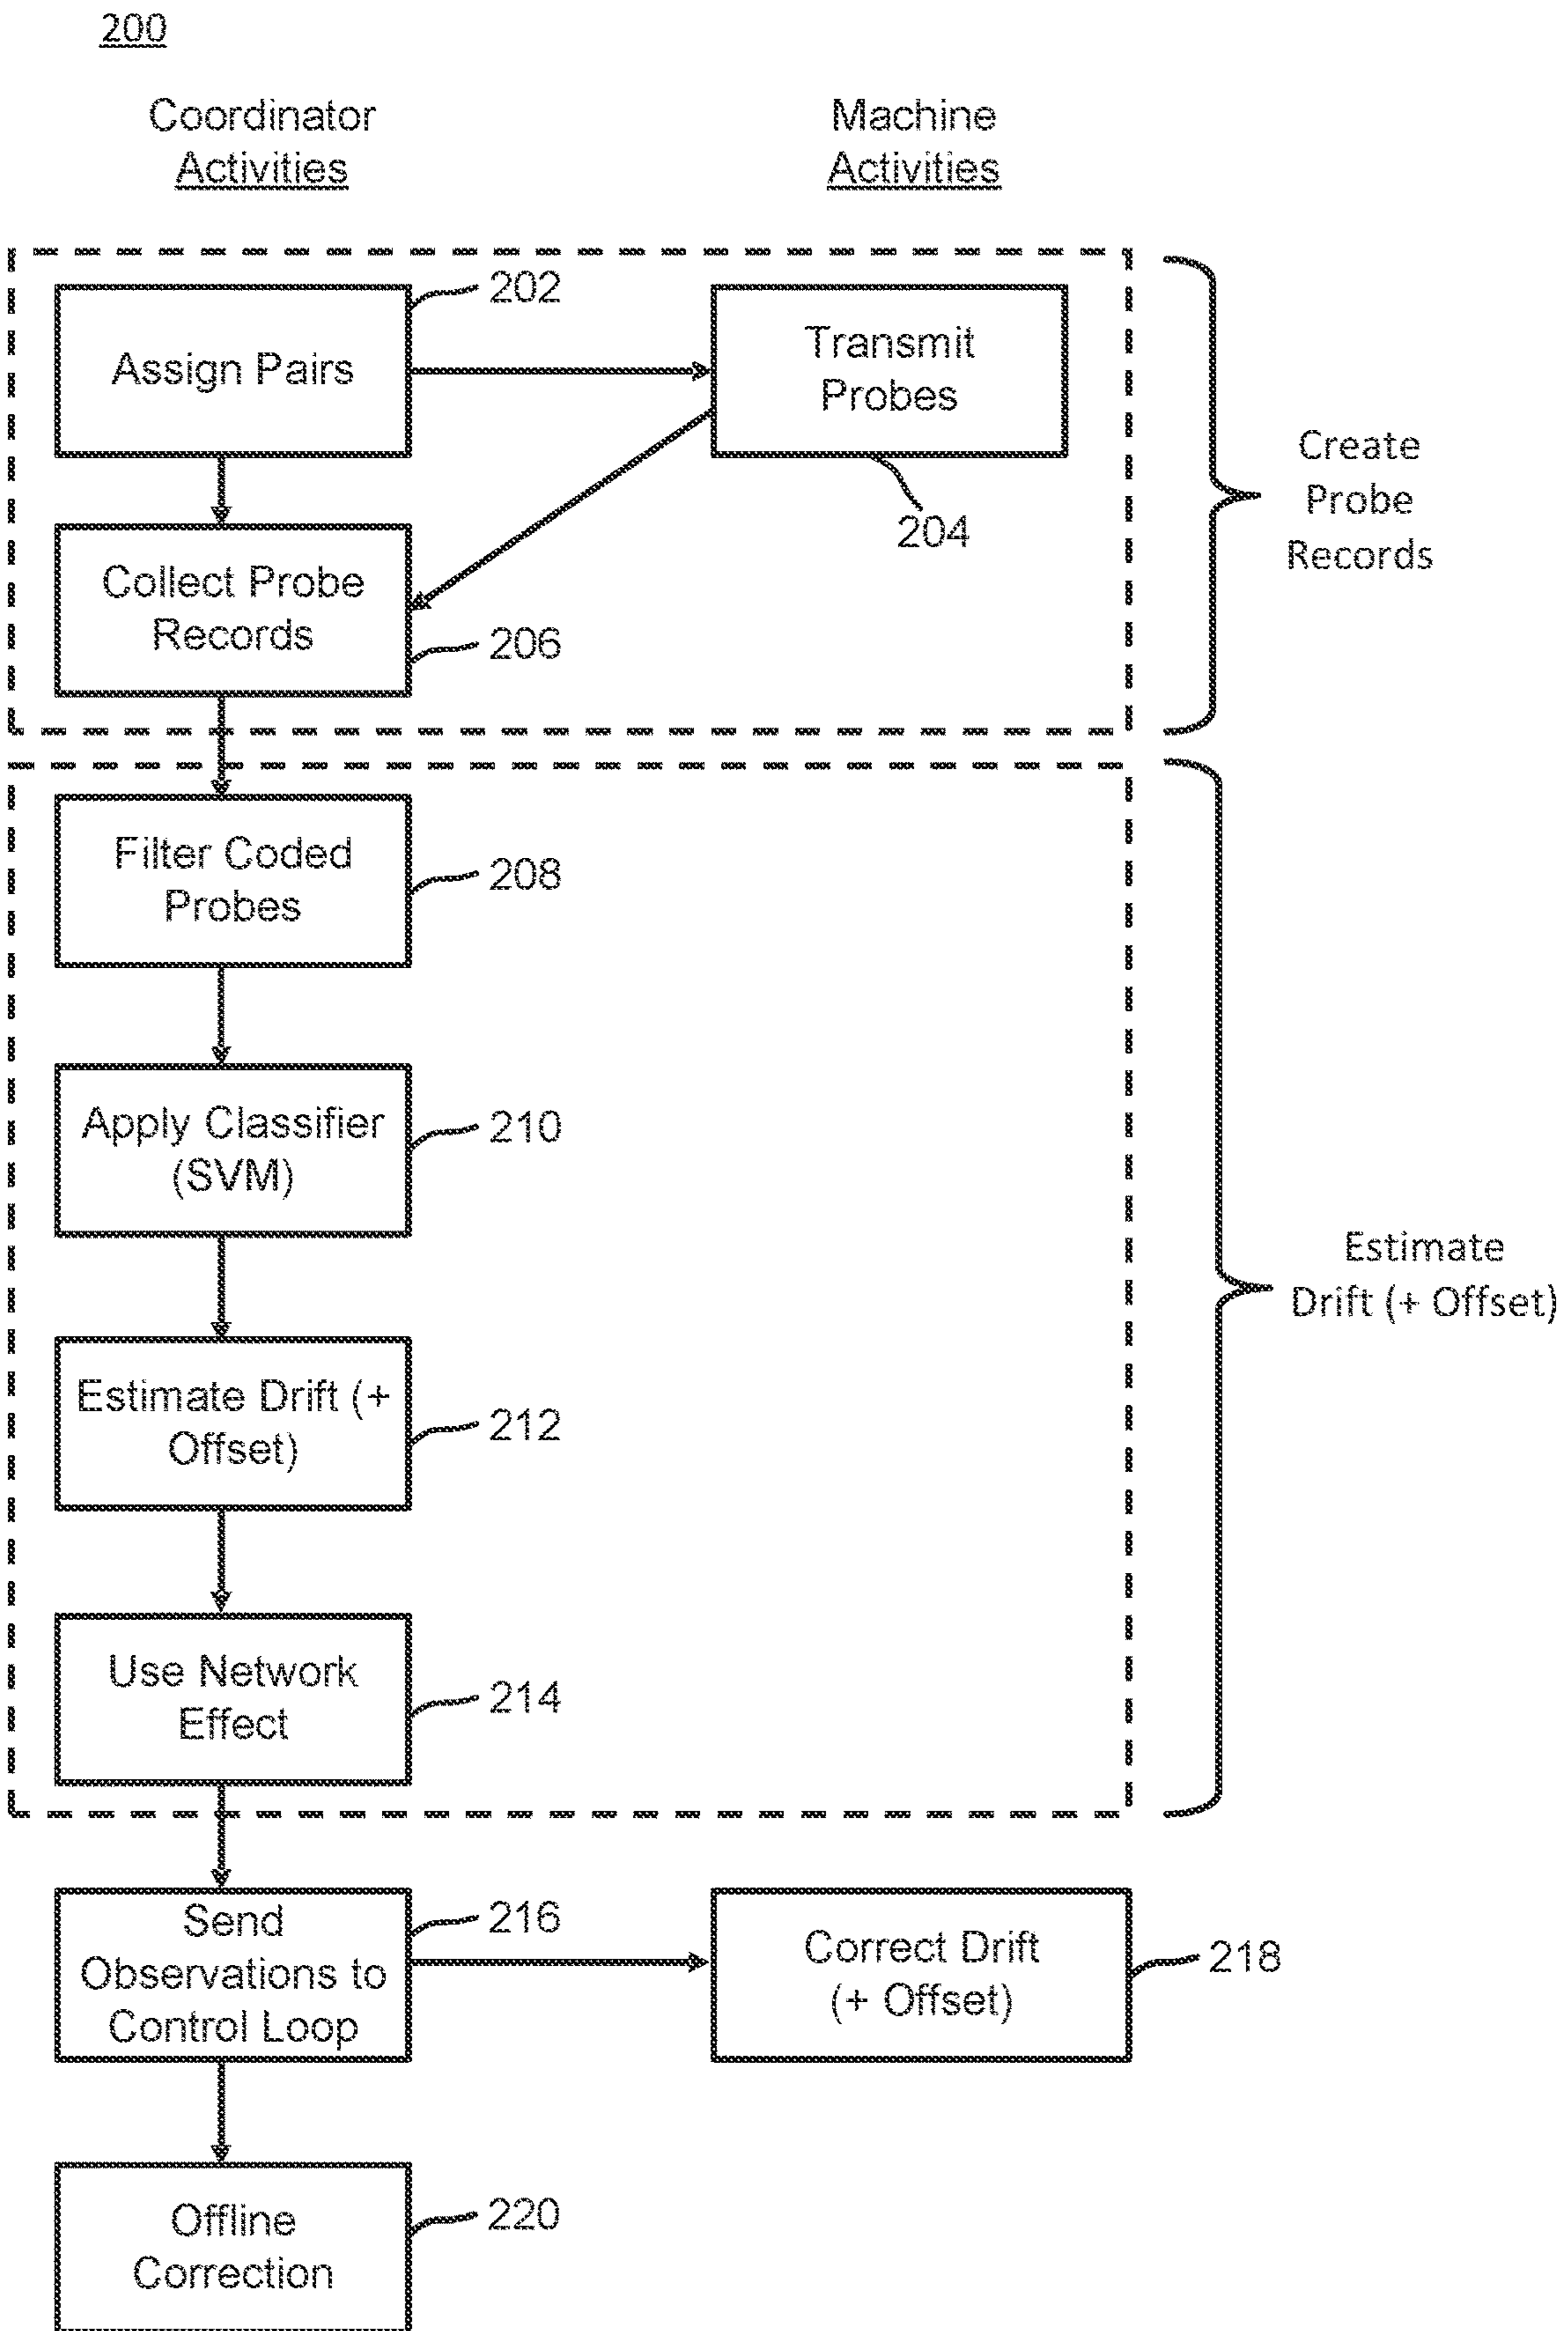 200
Coordinator
Activities
Machine
Activities
202
Assign Pairs
Transmit
Probes
204
Create
Probe
Records
Collect Probe
Records
206
Filter Coded
Probes
208
Apply Classifier
(SVM)
210
Estimate
Drift (+ Offset)
Estimate Drift (+
Offset)
212
Use Network
Effect
214
Send
Observations to
Control Loop
216
Correct Drift
(+ Offset)
218
Offline
Correction
220